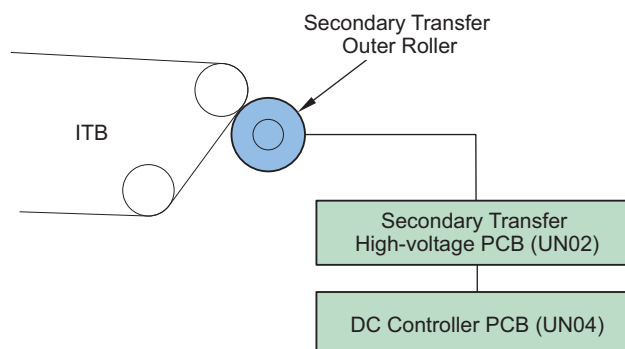 Secondary Transfer
Outer Roller
ITB
Secondary Transfer
High-voltage PCB (UN02)
DC Controller PCB (UN04)